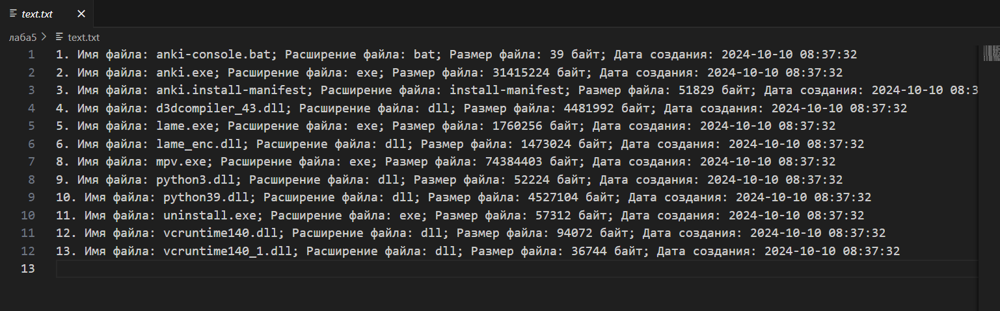 text.txt
лаба5 > text.txt
1 1. Имя файла: anki-console.bat; Расширение файла: bat; Размер файла: 39 байт; Дата создания: 2024-10-10 08:37:32
2 2. Имя файла: anki.exe; Расширение файла: exe; Размер файла: 31415224 байт; Дата создания: 2024-10-10 08:37:32
3 3. Имя файла: anki.install-manifest; Расширение файла: install-manifest; Размер файла: 51829 байт; Дата создания: 2024-10-10 08:3
4 4. Имя файла: d3dcompiler_43.dll; Расширение файла: dll; Размер файла: 4481992 байт; Дата создания: 2024-10-10 08:37:32
5 5. Имя файла: lame.exe; Расширение файла: exe; Размер файла: 1760256 байт; Дата создания: 2024-10-10 08:37:32
6 6. Имя файла: lame_enc.dll; Расширение файла: dll; Размер файла: 1473024 байт; Дата создания: 2024-10-10 08:37:32
7 8. Имя файла: mpv.exe; Расширение файла: exe; Размер файла: 74384403 байт; Дата создания: 2024-10-10 08:37:32
8 9. Имя файла: python3.dll; Расширение файла: dll; Размер файла: 52224 байт; Дата создания: 2024-10-10 08:37:32
9 10. Имя файла: python39.dll; Расширение файла: dll; Размер файла: 4527104 байт; Дата создания: 2024-10-10 08:37:32
10 11. Имя файла: uninstall.exe; Расширение файла: exe; Размер файла: 57312 байт; Дата создания: 2024-10-10 08:37:32
11 12. Имя файла: vcruntime140.dll; Расширение файла: dll; Размер файла: 94072 байт; Дата создания: 2024-10-10 08:37:32
12 13. Имя файла: vcruntime140_1.dll; Расширение файла: dll; Размер файла: 36744 байт; Дата создания: 2024-10-10 08:37:32
13